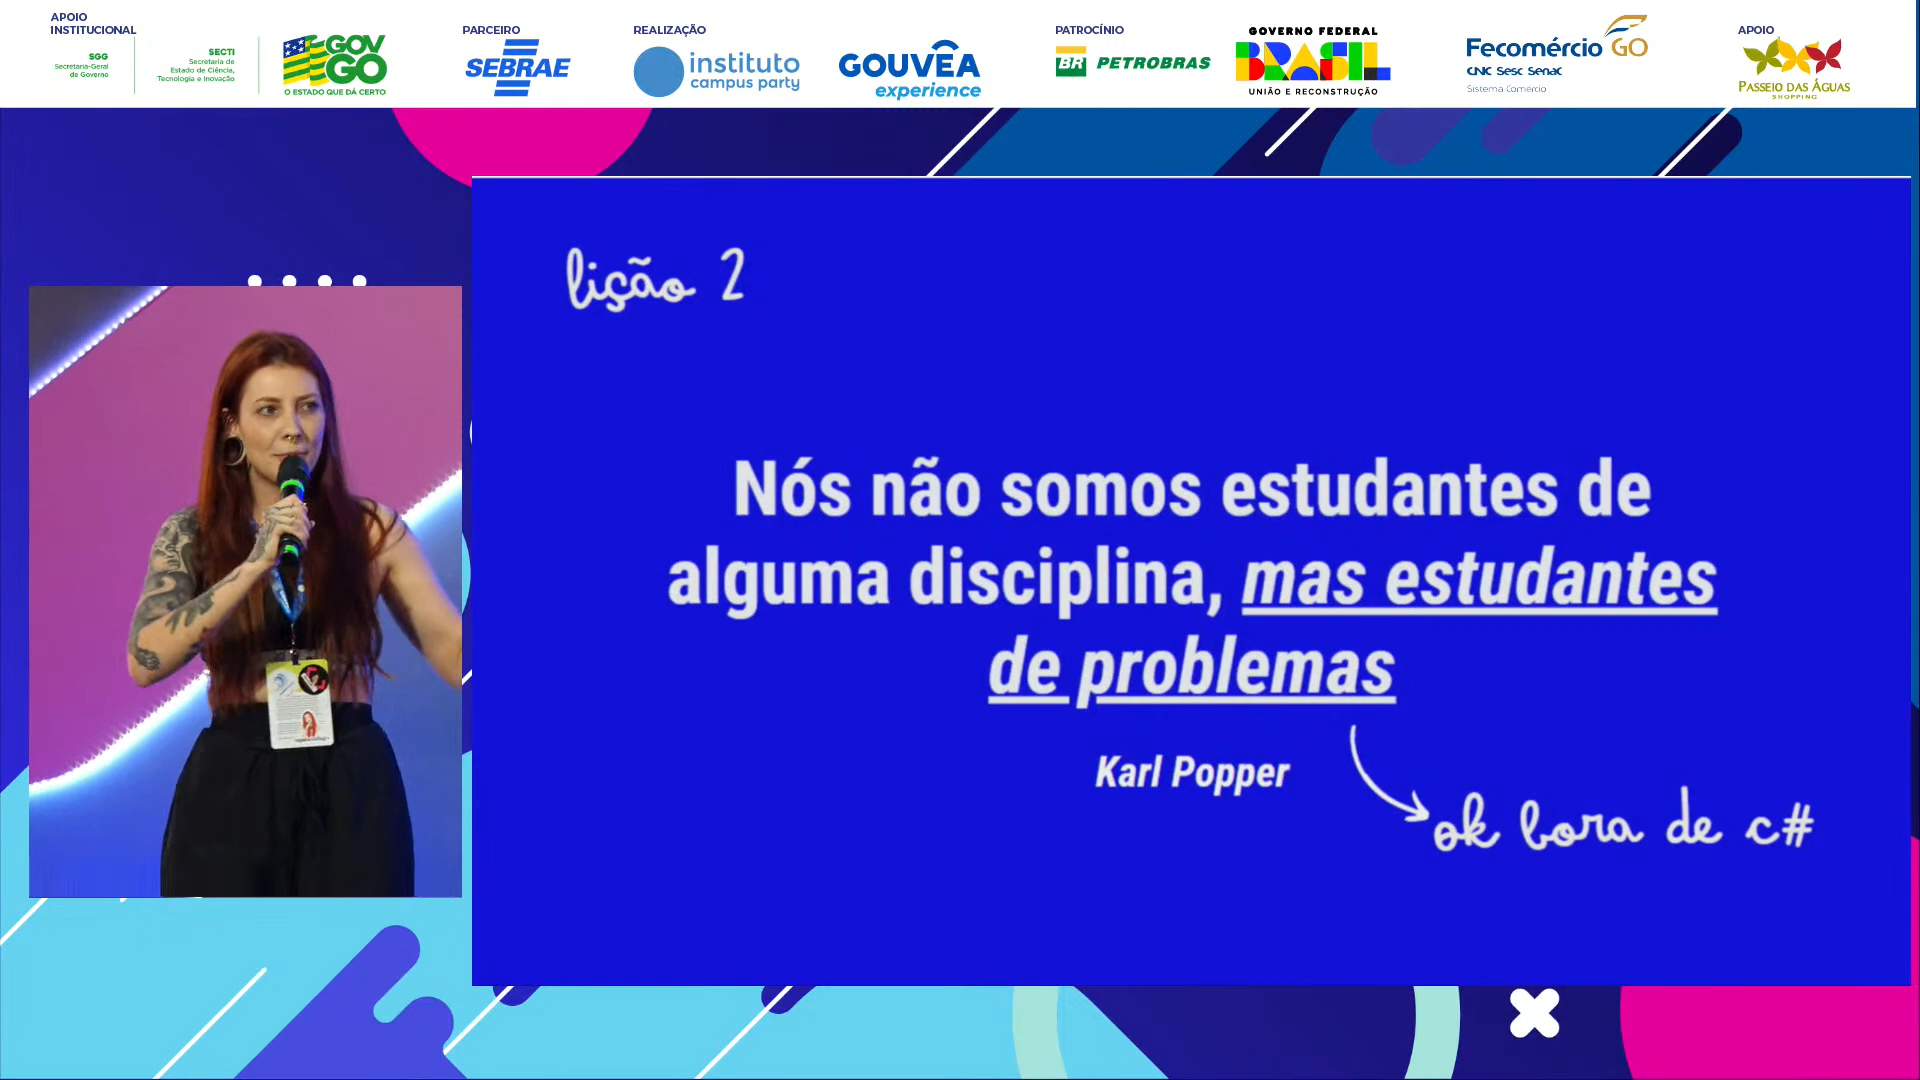 APOIO
INSTITUCIONAL
SGG
Secretaria-Geral
de Governo
SECTI
Secretaria de
Estado de Ciência,
Tecnologia e Inovação
GOV
GO
O ESTADO QUE DÁ CERTO
PARCEIRO
SEBRAE
REALIZAÇÃO
instituto
campus party
GOUVÊA
experience
PATROCÍNIO
BR PETROBRAS
GOVERNO FEDERAL
BRASIL
UNIÃO E RECONSTRUÇÃO
Fecomércio GO
CNC Sesc Senac
Sistema Comércio
APOIO
PASSEIO DAS ÁGUAS
SHOPPING
lição 2
Nós não somos estudantes de
alguma disciplina, mas estudantes
de problemas
Karl Popper
ok bora de c#